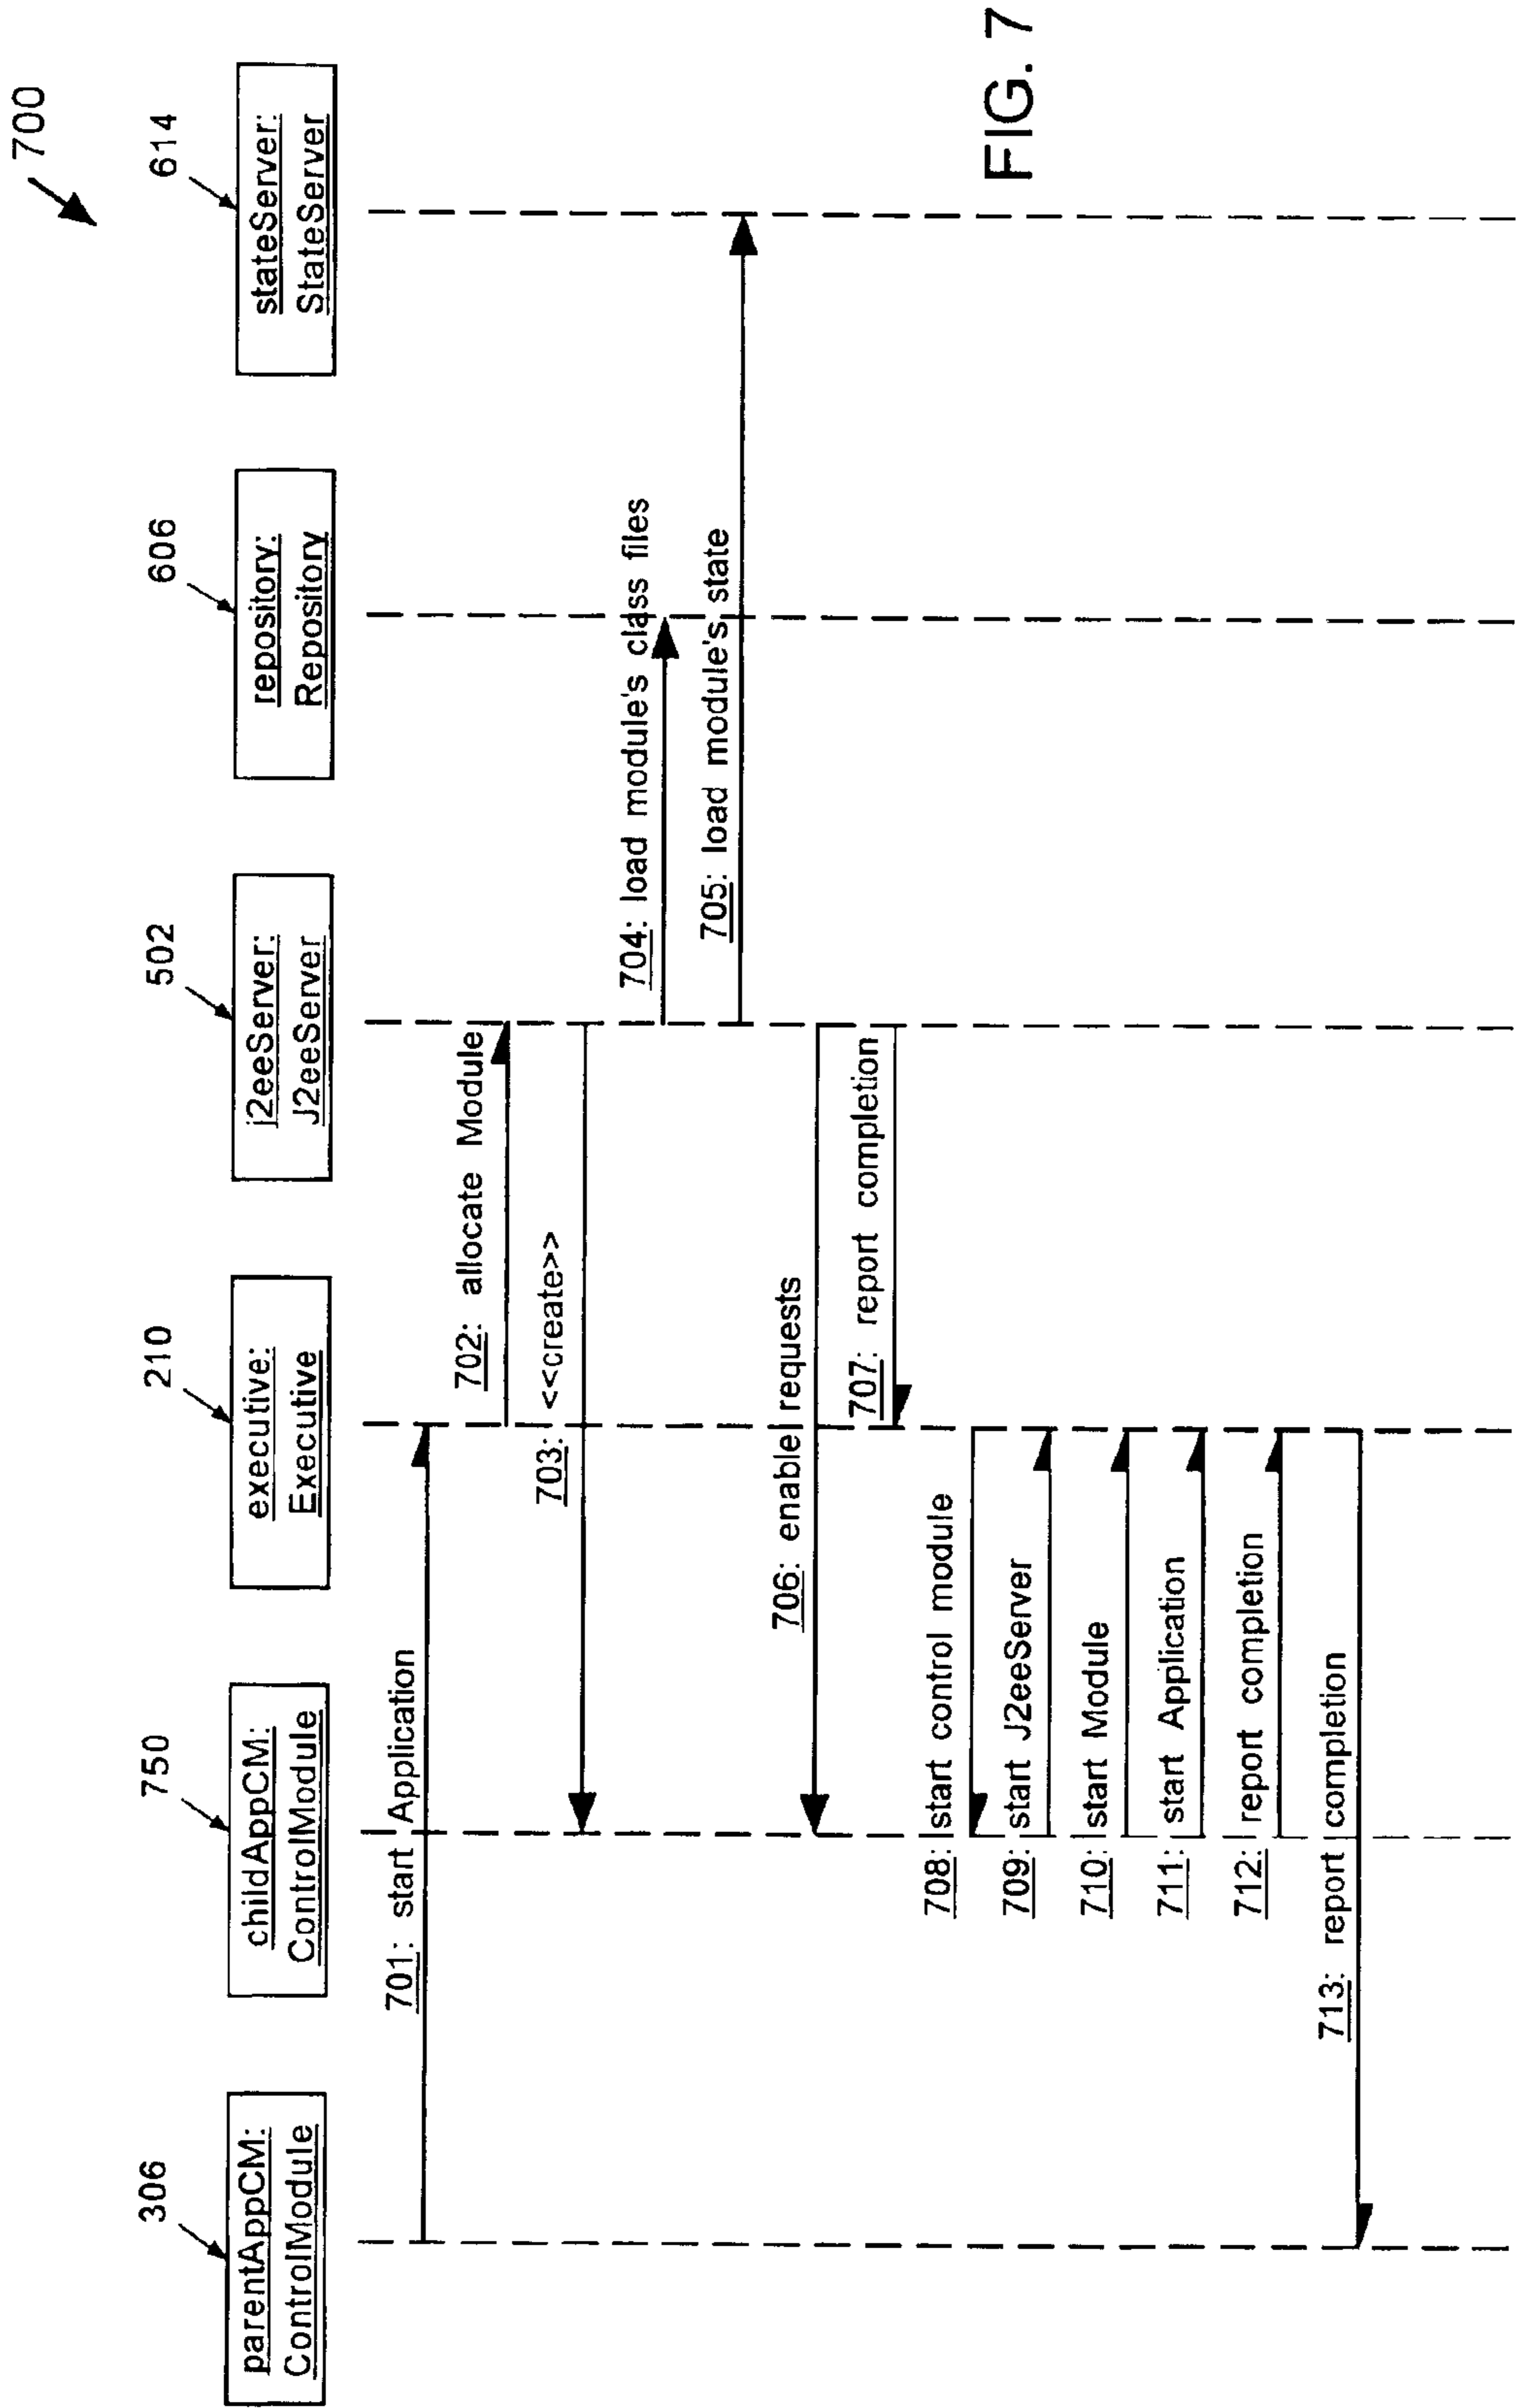 700
306
750
210
502
606
614
parentAppCM:
ControlModule
childAppCM:
ControlModule
executive:
Executive
j2eeServer:
J2eeServer
repository:
Repository
stateServer:
StateServer
701: start Application
702: allocate Module
703: <<create>>
704: load module's class files
705: load module's state
706: enable requests
707: report completion
708: start control module
709: start J2eeServer
710: start Module
711: start Application
712: report completion
713: report completion
FIG. 7